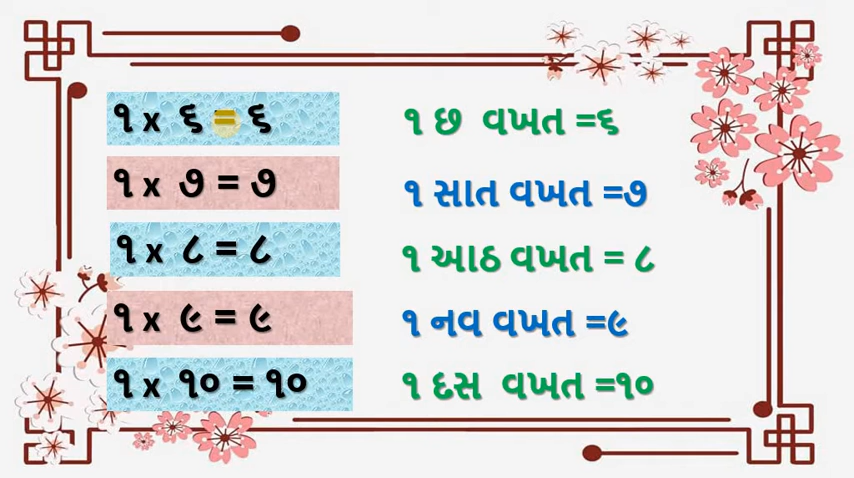 ૧ x ૬ = ૬
૧ છ વખત =૬
૧ x ૭ = ૭
૧ સાત વખત =૭
૧ x ૮ = ૮
૧ આઠ વખત = ૮
૧ x ૯ = ૯
૧ નવ વખત =૯
૧ x ૧૦ = ૧૦
૧ દસ વખત =૧૦